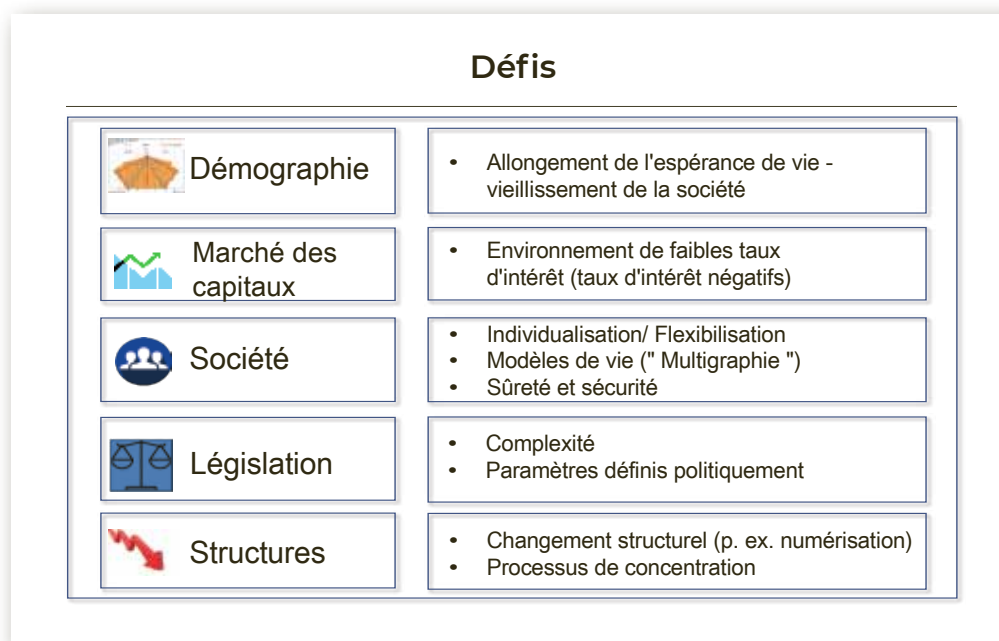 Défis
Démographie
• Allongement de l'espérance de vie -
vieillissement de la société
Marché des
capitaux
• Environnement de faibles taux
d'intérêt (taux d'intérêt négatifs)
Société
• Individualisation/ Flexibilisation
• Modèles de vie (" Multigraphie ")
• Sûreté et sécurité
Législation
• Complexité
• Paramètres définis politiquement
Structures
• Changement structurel (p. ex. numérisation)
• Processus de concentration